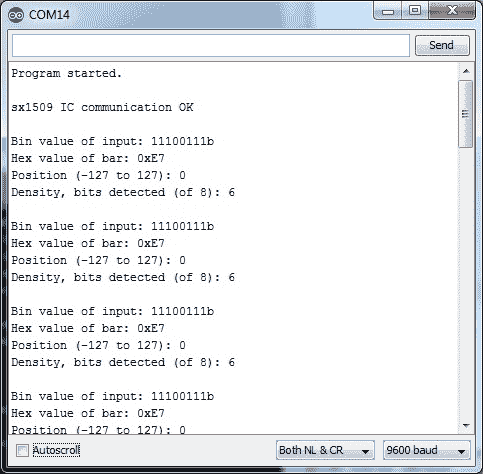 COM14
Send
Program started.
sx1509 IC communication OK
Bin value of input: 11100111b
Hex value of bar: 0xE7
Position (-127 to 127): 0
Density, bits detected (of 8): 6
Bin value of input: 11100111b
Hex value of bar: 0xE7
Position (-127 to 127): 0
Density, bits detected (of 8): 6
Bin value of input: 11100111b
Hex value of bar: 0xE7
Position (-127 to 127): 0
Density, bits detected (of 8): 6
Bin value of input: 11100111b
Hex value of bar: 0xE7
Position (-127 to 127): 0
Autoscroll Both NL & CR 9600 baud